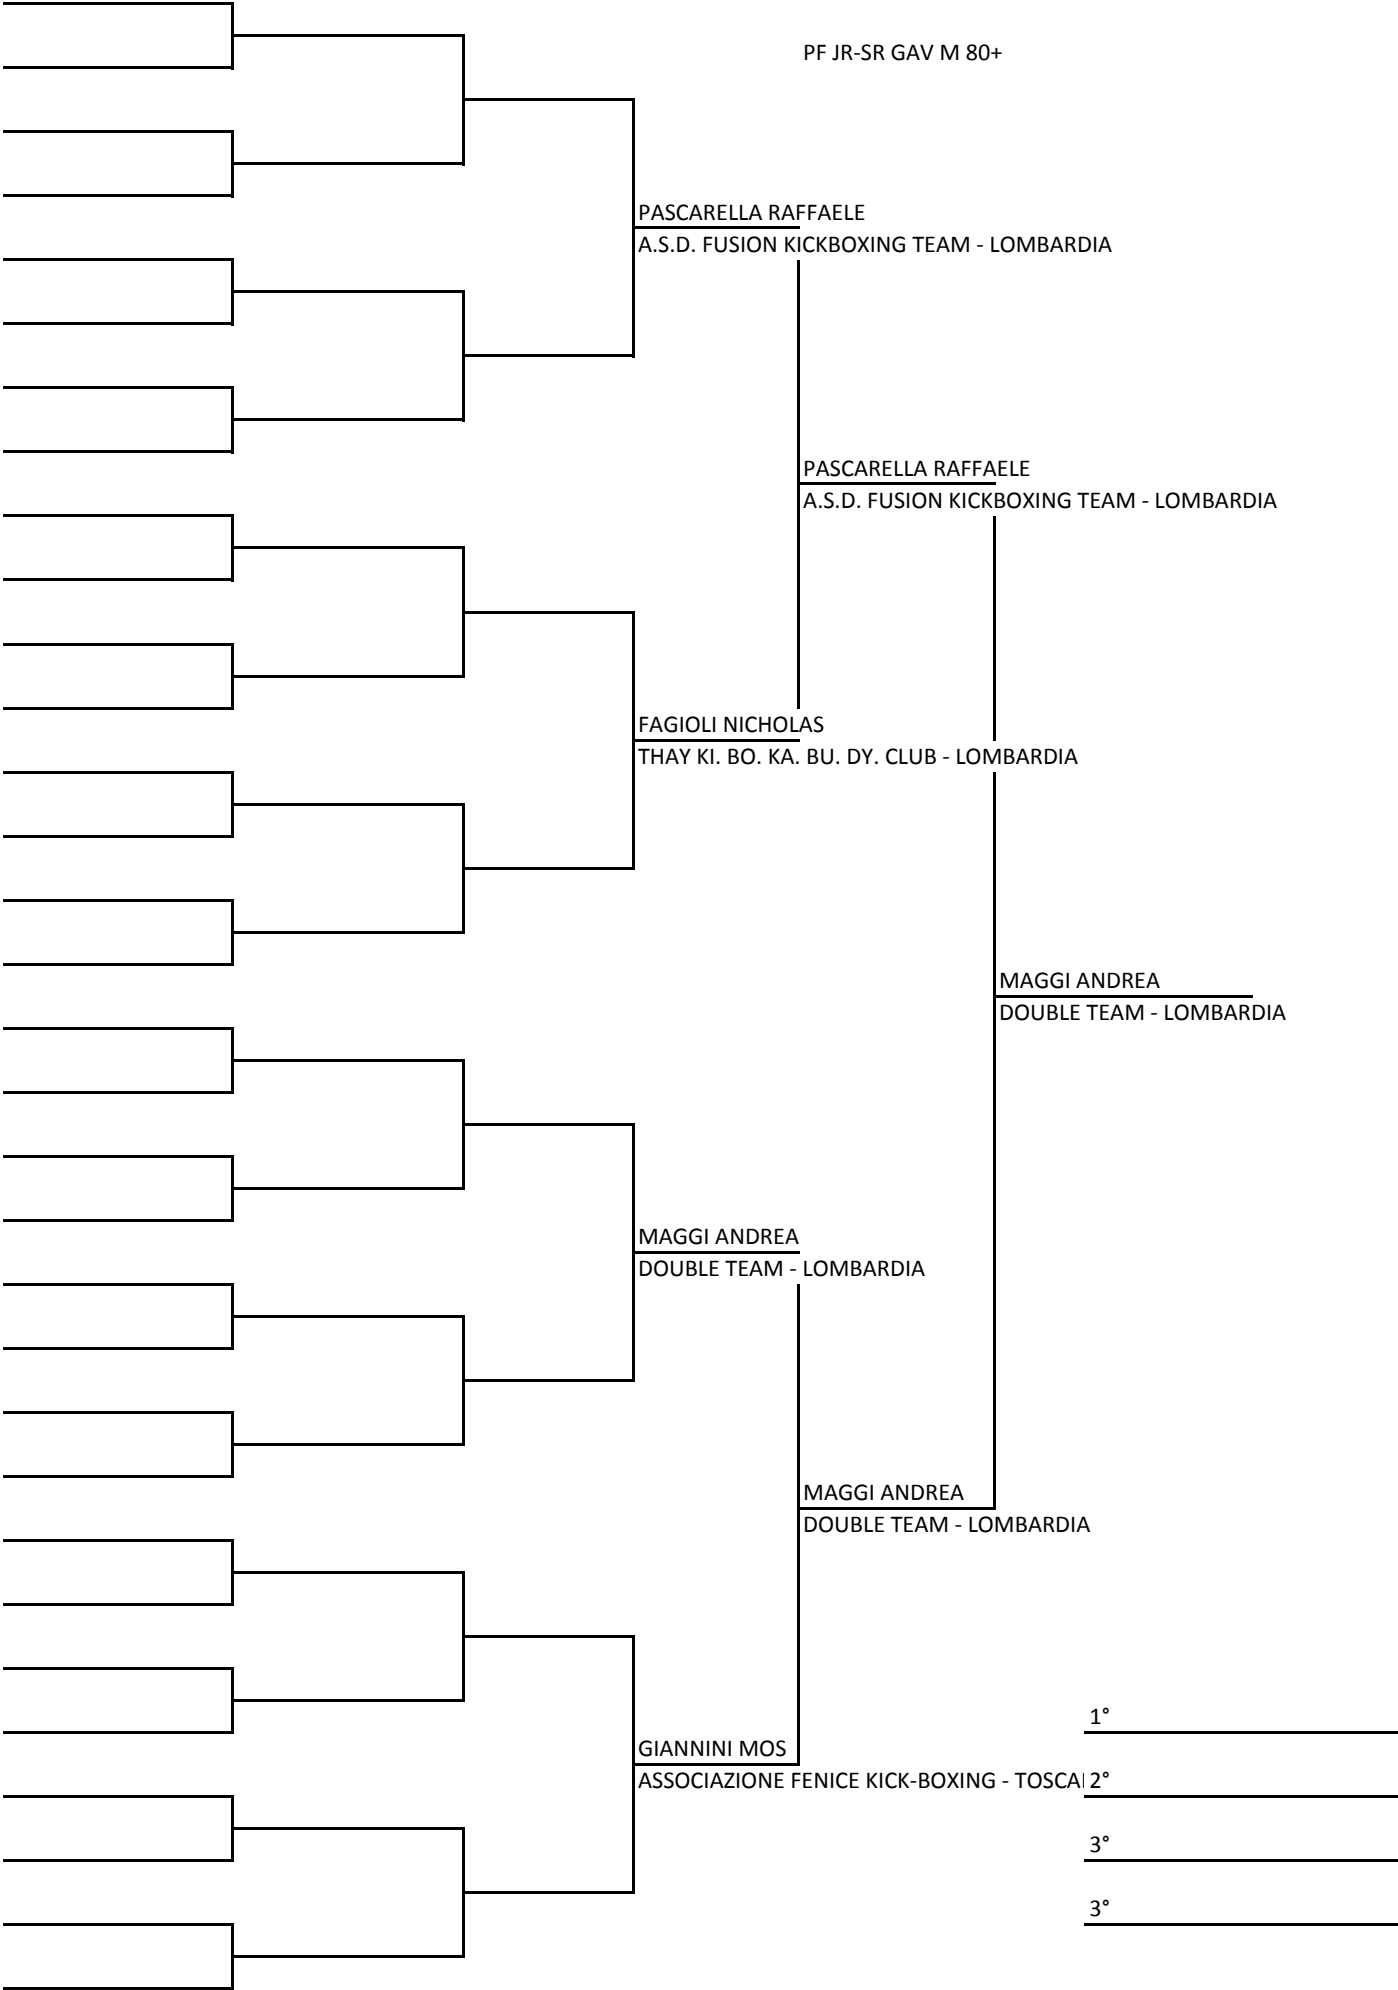 PF JR-SR GAV M 80+
PASCARELLA RAFFAELE
A.S.D. FUSION KICKBOXING TEAM - LOMBARDIA
PASCARELLA RAFFAELE
A.S.D. FUSION KICKBOXING TEAM - LOMBARDIA
FAGIOLI NICHOLAS
THAY KI. BO. KA. BU. DY. CLUB - LOMBARDIA
MAGGI ANDREA
DOUBLE TEAM - LOMBARDIA
MAGGI ANDREA
DOUBLE TEAM - LOMBARDIA
MAGGI ANDREA
DOUBLE TEAM - LOMBARDIA
1°
GIANNINI MOS
ASSOCIAZIONE FENICE KICK-BOXING - TOSCA
2°
3°
3°